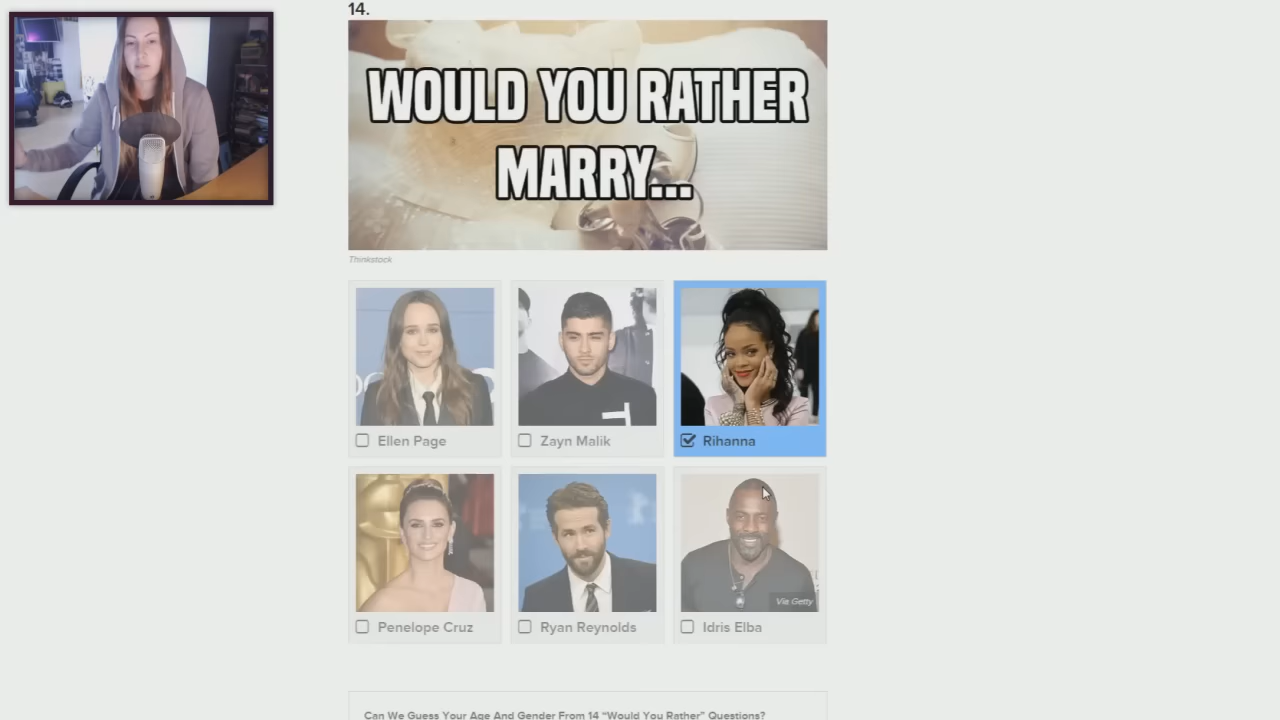 14.
WOULD YOU RATHER
MARRY...
Thinkstock
Ellen Page
Zayn Malik
Rihanna
Via Getty
Penelope Cruz
Ryan Reynolds
Idris Elba
Can We Guess Your Age And Gender From 14 "Would You Rather" Questions?